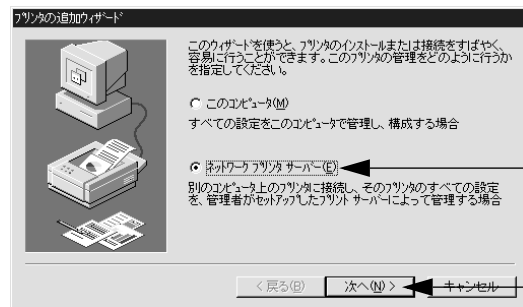 プリンタの追加ウィザード
このウィザードを使うと、プリンタのインストールまたは接続をすばやく、
容易に行うことができます。このプリンタの管理をどのように行うか
を指定してください。
このコンピュータ(M)
すべての設定をこのコンピュータで管理し、構成する場合
ネットワーク プリンタ サーバー(E)
別のコンピュータ上のプリンタに接続し、そのプリンタのすべての設定
を、管理者がセットアップしたプリント サーバーによって管理する場合
< 戻る(B)
次へ(N) >
キャンセル